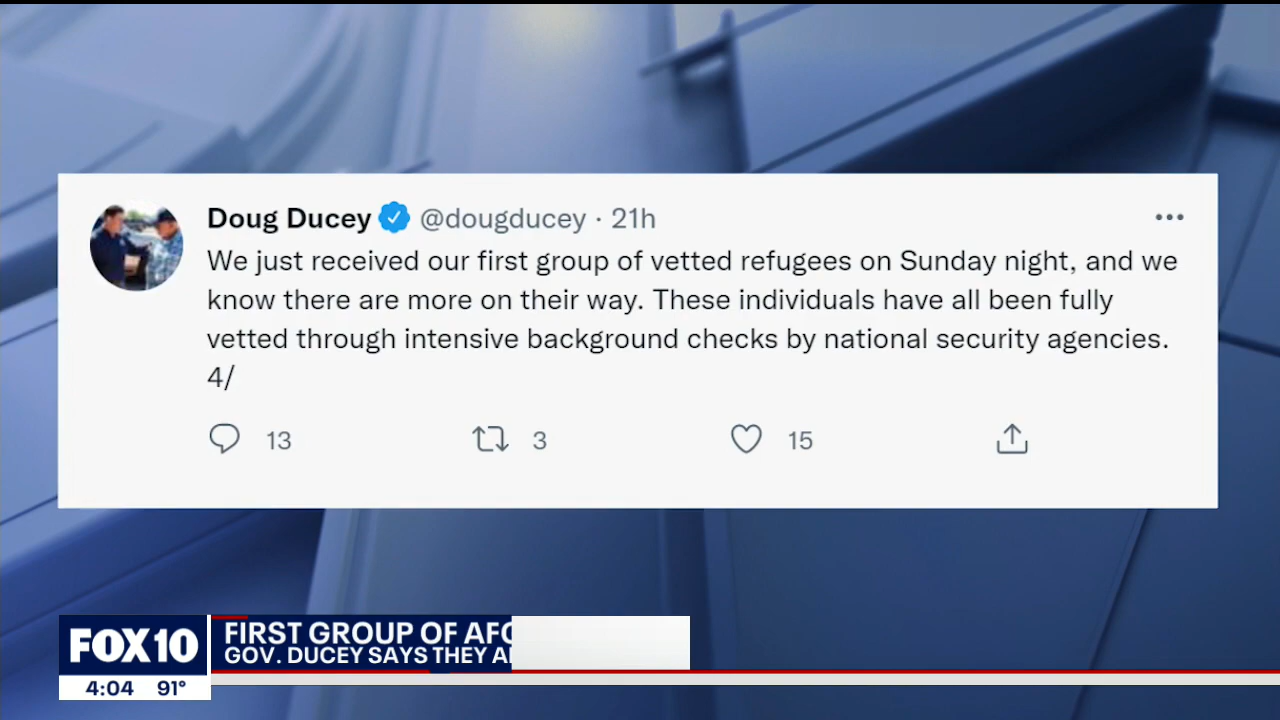 Doug Ducey @dougducey · 21h
We just received our first group of vetted refugees on Sunday night, and we
know there are more on their way. These individuals have all been fully
vetted through intensive background checks by national security agencies.
4/
13 3 15
FOX10
FIRST GROUP OF
GOV. DUCEY SAYS THEY
4:04 91°